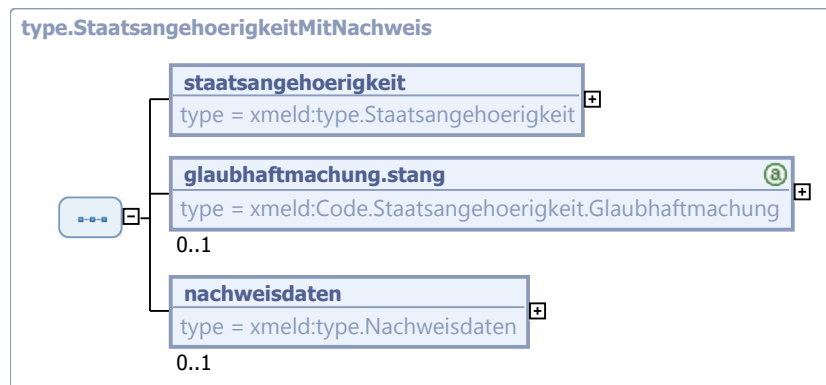 type.StaatsangehoerigkeitMitNachweis
staatsangehoerigkeit
type = xmeld:type.Staatsangehoerigkeit
glaubhaftmachung.stang
a
type = xmeld:Code.Staatsangehoerigkeit.Glaubhaftmachung
0..1
nachweisdaten
type = xmeld:type.Nachweisdaten
0..1